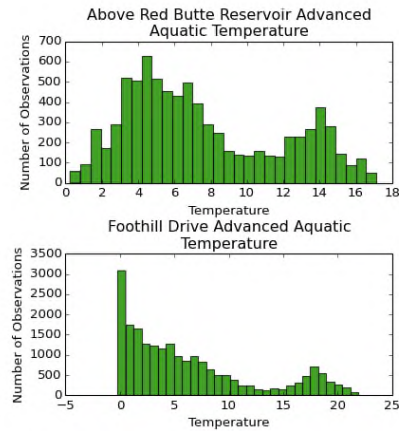 Above Red Butte Reservoir Advanced
Aquatic Temperature
Number of Observations
700
600
500
400
300
200
100
0
0 2 4 6 8 10 12 14 16 18
Temperature
Foothill Drive Advanced Aquatic
Temperature
Number of Observations
3500
3000
2500
2000
1500
1000
500
0
−5 0 5 10 15 20 25
Temperature